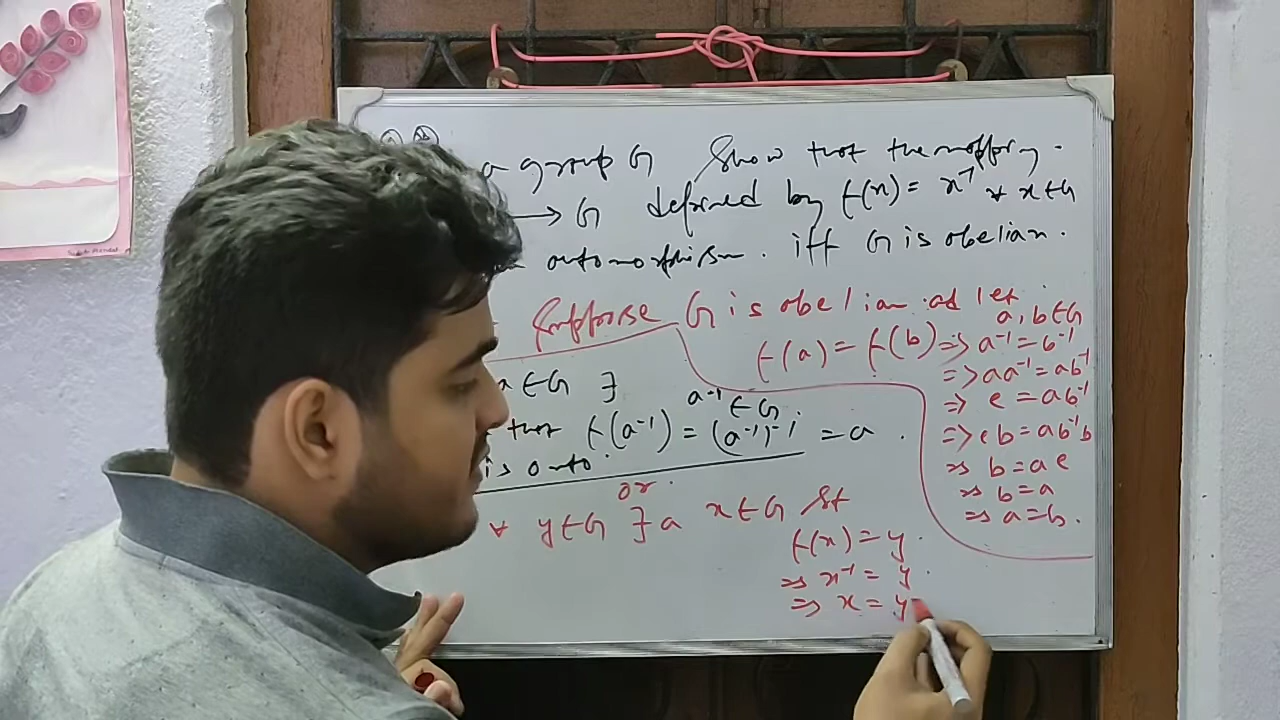 a group G Show that the mapping.
→ G defined by f(x) = x⁻¹ ∀ x∈G
automorphism. iff G is abelian.
Suppose G is abelian ad let a, b∈G
f(a) = f(b) => a⁻¹ = b⁻¹
=> aa⁻¹ = ab⁻¹
=> e = ab⁻¹
=> eb = ab⁻¹b
=> b = ae
=> b = a
=> a = b.
∈G ∃ a⁻¹ ∈ G
that f(a⁻¹) = (a⁻¹)⁻¹ = a.
is onto.
or.
∀ y∈G ∃ a x∈G st
f(x) = y.
=> x⁻¹ = y.
=> x = y